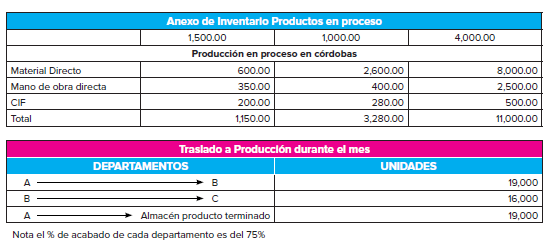 Anexo de Inventario Productos en proceso
1,500.00 1,000.00 4,000.00
Producción en proceso en córdobas
Material Directo 600.00 2,600.00 8,000.00
Mano de obra directa 350.00 400.00 2,500.00
CIF 200.00 280.00 500.00
Total 1,150.00 3,280.00 11,000.00
Traslado a Producción durante el mes
DEPARTAMENTOS UNIDADES
A B 19,000
B C 16,000
A Almacén producto terminado 19,000
Nota el % de acabado de cada departamento es del 75%